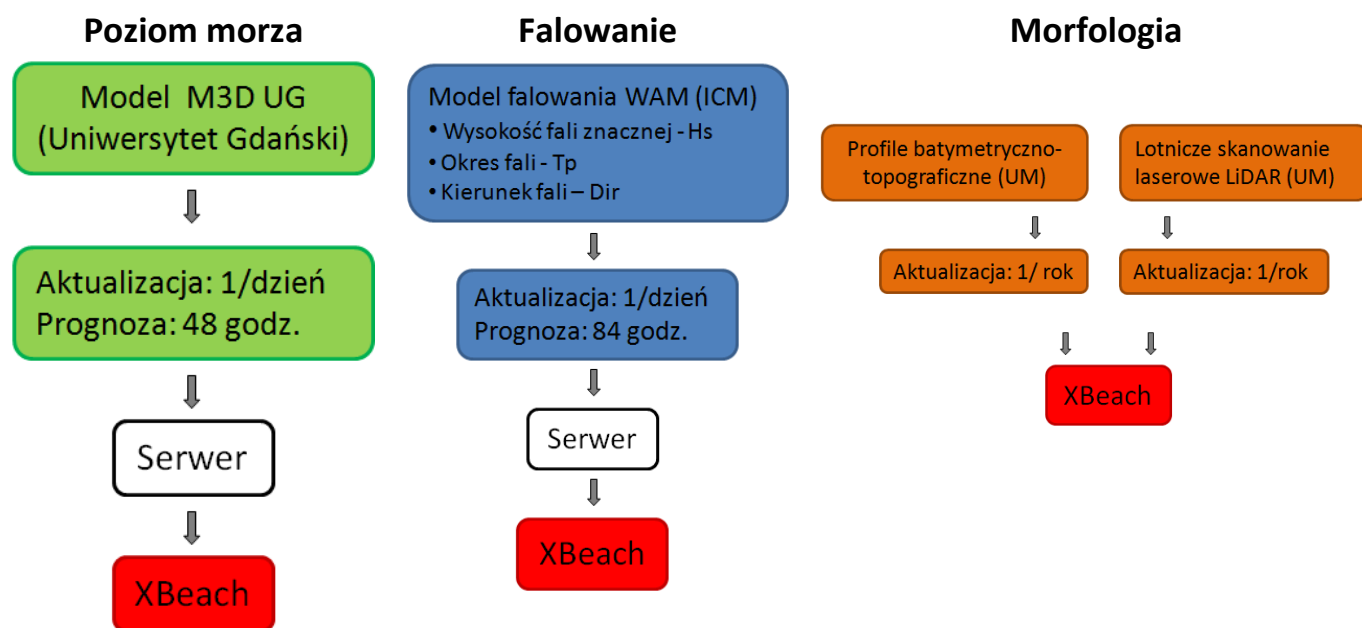 Poziom morza
Model M3D UG
(Uniwersytet Gdański)
Aktualizacja: 1/dzień
Prognoza: 48 godz.
Serwer
XBeach
Falowanie
Model falowania WAM (ICM)
• Wysokość fali znacznej - Hs
• Okres fali - Tp
• Kierunek fali – Dir
Aktualizacja: 1/dzień
Prognoza: 84 godz.
Serwer
XBeach
Morfologia
Profile batymetryczno-
topograficzne (UM)
Aktualizacja: 1/ rok
Lotnicze skanowanie
laserowe LiDAR (UM)
Aktualizacja: 1/rok
XBeach